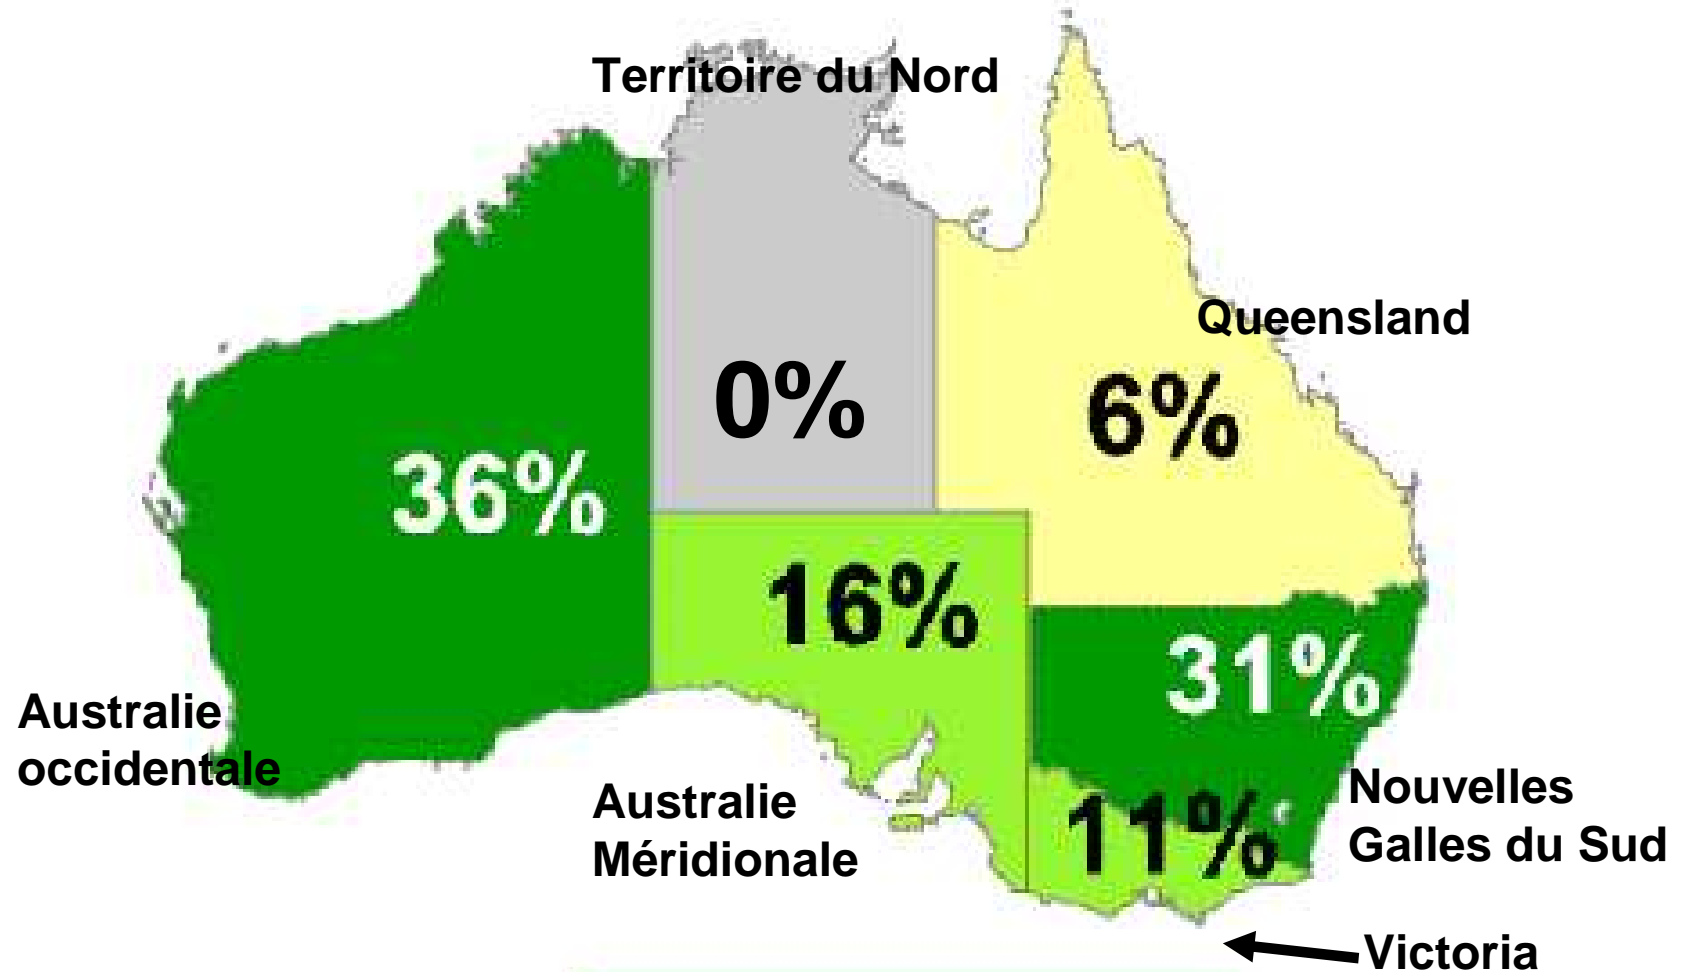 Territoire du Nord
Queensland
0%
6%
36%
16%
31%
Australie
occidentale
Australie
Méridionale
11%
Nouvelles
Galles du Sud
Victoria